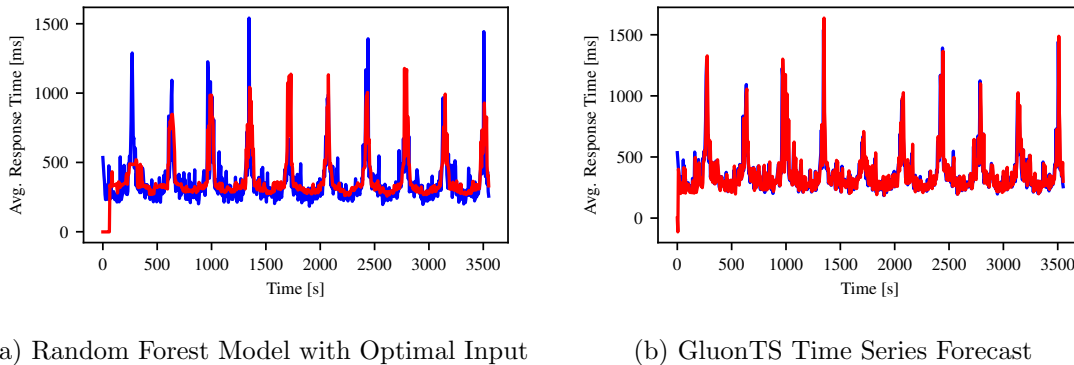 Avg. Response Time [ms]
1500
1000
500
0
0 500 1000 1500 2000 2500 3000 3500
Time [s]
a) Random Forest Model with Optimal Input
Avg. Response Time [ms]
1500
1000
500
0
0 500 1000 1500 2000 2500 3000 3500
Time [s]
(b) GluonTS Time Series Forecast